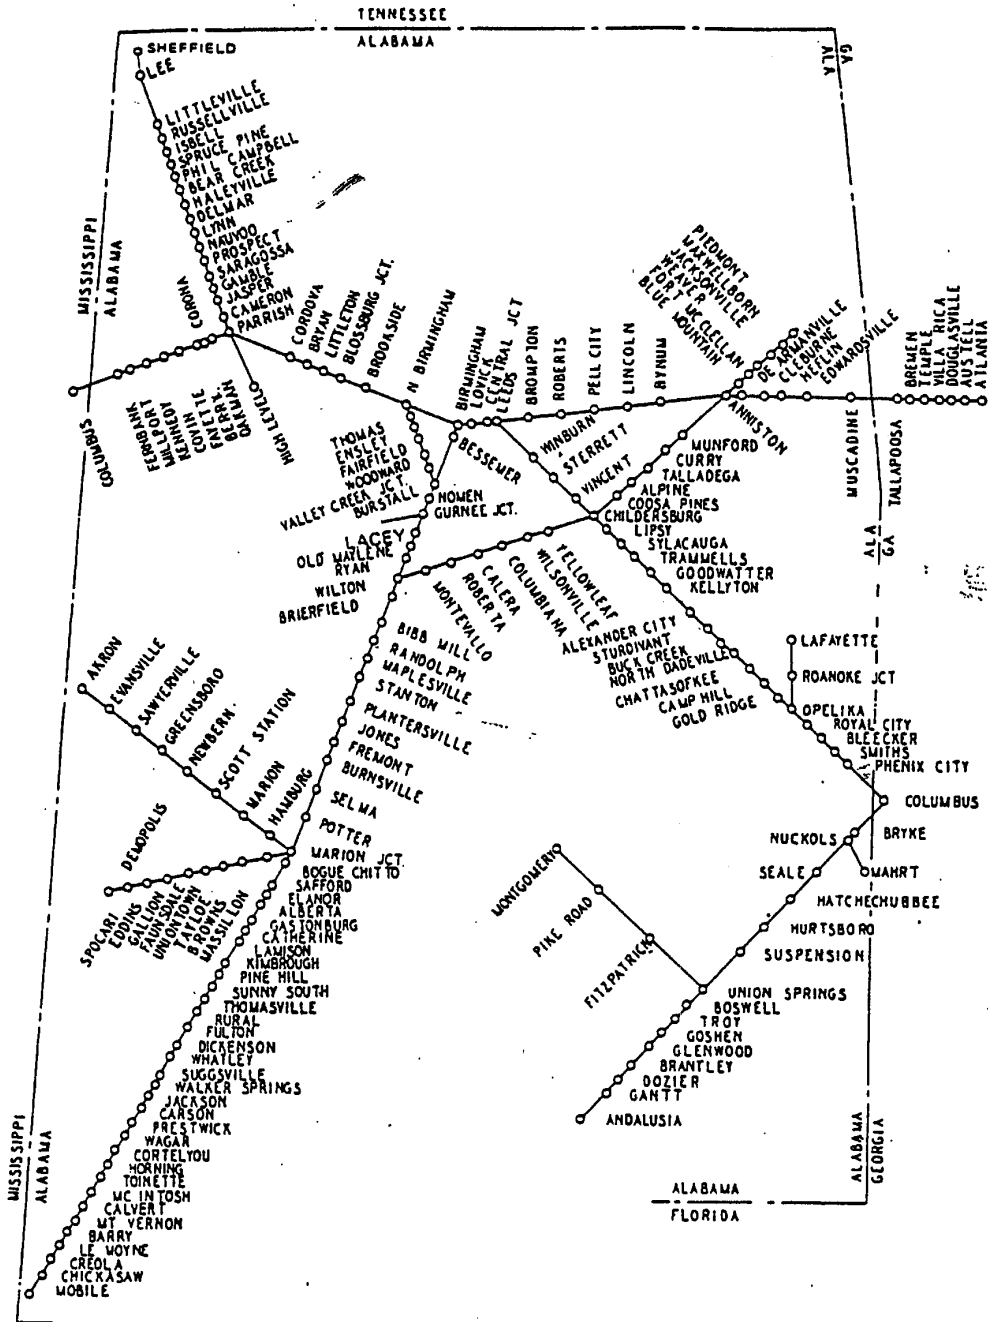 TENNESSEE
ALABAMA
GA
ALA
SHEFFIELD
LEE
LITTLEVILLE
RUSSELLVILLE
ISBELL
SPRUCE PINE
PHIL CAMPBELL
BEAR CREEK
HALEYVILLE
DELMAR
LYNN
NAUVOO
PROSPECT
SARAGOSSA
GAMBLE
JASPER
CAMERON
PARRISH
MISSISSIPPI
ALABAMA
CORONA
COLUMBUS
FERNBANK
MILLPORT
KENNEDY
COVIN
FAYETTE
BERRY
OAKMAN
HIGH LEVEL
CORDOVA
BRYAN
LITTLETON
BLOSSBURG JCT.
BROOKSIDE
N BIRMINGHAM
BIRMINGHAM
LOVICK
CENTRAL JCT
LEEDS
BROMPTON
ROBERTS
PELL CITY
LINCOLN
BYNUM
PIEDMONT
MAXWELLBORN
JACKSONVILLE
WEAVER
FORT MC CLELLAN
BLUE MOUNTAIN
DE ARMANVILLE
CLEBURNE
HEFLIN
EDWARDSVILLE
ANNISTON
MUSCADINE
TALLAPOOSA
BREMEN
TEMPLE
VILLA RICA
DOUGLASVILLE
AUSTELL
ATLANTA
ALA
GA
THOMAS
ENSLEY
FAIRFIELD
WOODWARD
VALLEY CREEK JCT.
BURSTALL
BESSEMER
WINBURN
STERRETT
VINCENT
MUNFORD
CURRY
TALLADEGA
ALPINE
COOSA PINES
CHILDERSBURG
LIPSY
SYLACAUGA
TRAMMELLS
GOODWATTER
KELLYTON
NOMEN
GURNEE JCT.
LACEY
OLD MAYLENE
RYAN
WILTON
BRIERFIELD
MONTEVALLO
ROBERTA
CALERA
COLUMBIANA
WILSONVILLE
YELLOWLEAF
ALEXANDER CITY
STURDIVANT
BUCK CREEK
NORTH DADEVILLE
CHATTASOFKEE
CAMP HILL
GOLD RIDGE
LAFAYETTE
ROANOKE JCT
OPELIKA
ROYAL CITY
BLEECKER
SMITHS
PHENIX CITY
COLUMBUS
BIBB MILL
RANDOLPH
MAPLESVILLE
STANTON
PLANTERSVILLE
JONES
FREMONT
BURNSVILLE
SELMA
POTTER
MARION JCT.
AKRON
EVANSVILLE
SAWYERVILLE
GREENSBORO
NEWBERN
SCOTT STATION
MARION
HAMBURG
DEMOPOLIS
SPOCARI
EDDINS
GALLION
FAUNSDALE
UNIONTOWN
TAYLOE
BROWNS
MASSILLON
BOGUE CHITTO
SAFFORD
ELANOR
ALBERTA
GASTONBURG
CATHERINE
LAMISON
KIMBROUGH
PINE HILL
SUNNY SOUTH
THOMASVILLE
RURAL
FULTON
DICKENSON
WHATLEY
SUGGSVILLE
WALKER SPRINGS
JACKSON
CARSON
PRESTWICK
WAGAR
CORTELYOU
HORNING
TOINETTE
MC INTOSH
CALVERT
MT VERNON
BARRY
LE MOYNE
CREOLA
CHICKASAW
MOBILE
MISSISSIPPI
ALABAMA
BRYKE
NUCKOLS
MAHRT
SEALE
HATCHECHUBBEE
HURTSBORO
SUSPENSION
MONTGOMERY
PIKE ROAD
FITZPATRICK
UNION SPRINGS
BOSWELL
TROY
GOSHEN
GLENWOOD
BRANTLEY
DOZIER
GANTT
ANDALUSIA
ALABAMA
GEORGIA
ALABAMA
FLORIDA